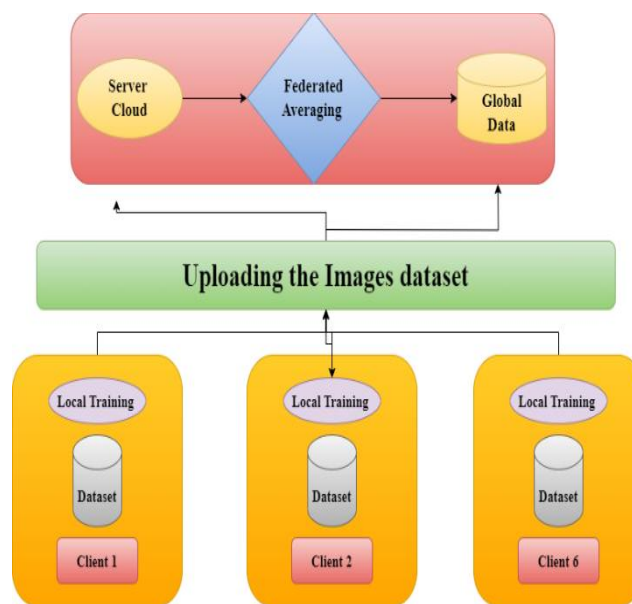 Server
Cloud
Federated
Averaging
Global
Data
Uploading the Images dataset
Local Training
Dataset
Client 1
Local Training
Dataset
Client 2
Local Training
Dataset
Client 6